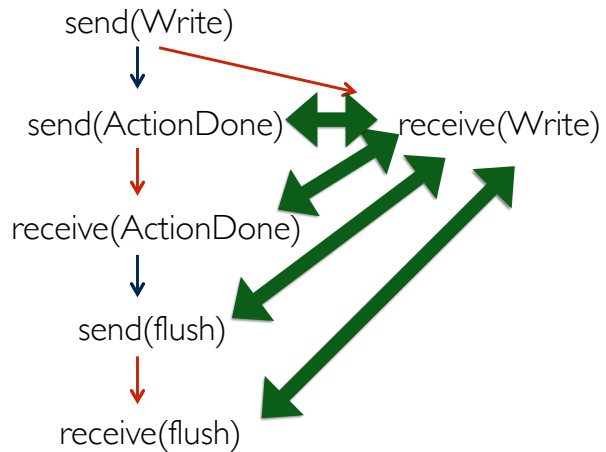 send(Write)
send(ActionDone)
receive(Write)
receive(ActionDone)
send(flush)
receive(flush)